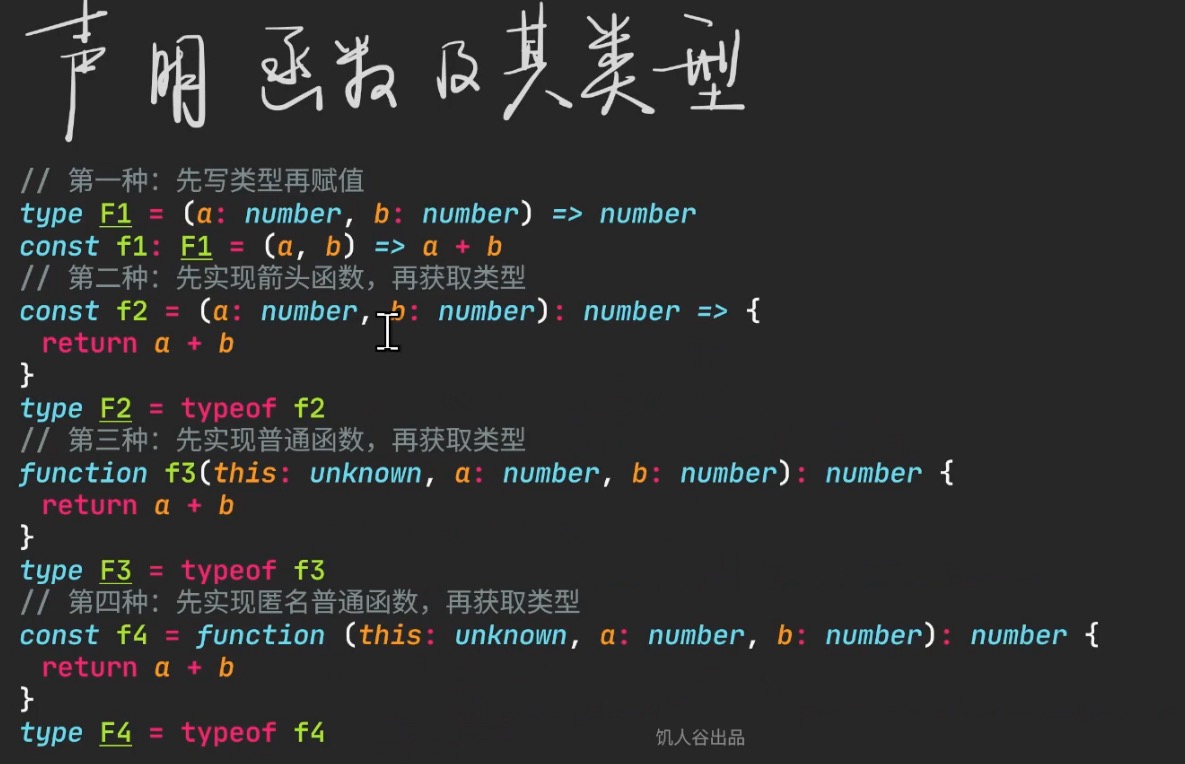 声明函数及其类型
// 第一种：先写类型再赋值
type F1 = (a: number, b: number) => number
const f1: F1 = (a, b) => a + b
// 第二种：先实现箭头函数，再获取类型
const f2 = (a: number, b: number): number => {
  return a + b
}
type F2 = typeof f2
// 第三种：先实现普通函数，再获取类型
function f3(this: unknown, a: number, b: number): number {
  return a + b
}
type F3 = typeof f3
// 第四种：先实现匿名普通函数，再获取类型
const f4 = function (this: unknown, a: number, b: number): number {
  return a + b
}
type F4 = typeof f4
饥人谷出品